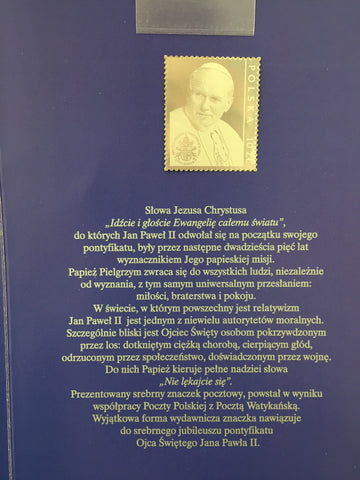 POLSKA 10 ZŁ
Słowa Jezusa Chrystusa
„Idźcie i głoście Ewangelię całemu światu”,
do których Jan Paweł II odwołał się na początku swojego
pontyfikatu, były przez następne dwadzieścia pięć lat
wyznacznikiem Jego papieskiej misji.
Papież Pielgrzym zwraca się do wszystkich ludzi, niezależnie
od wyznania, z tym samym uniwersalnym przesłaniem:
miłości, braterstwa i pokoju.
W świecie, w którym powszechny jest relatywizm
Jan Paweł II jest jednym z niewielu autorytetów moralnych.
Szczególnie bliski jest Ojciec Święty osobom pokrzywdzonym
przez los: dotkniętym ciężką chorobą, cierpiącym głód,
odrzuconym przez społeczeństwo, doświadczonym przez wojnę.
Do nich Papież kieruje pełne nadziei słowa
„Nie lękajcie się”.
Prezentowany srebrny znaczek pocztowy, powstał w wyniku
współpracy Poczty Polskiej z Pocztą Watykańską.
Wyjątkowa forma wydawnicza znaczka nawiązuje
do srebrnego jubileuszu pontyfikatu
Ojca Świętego Jana Pawła II.